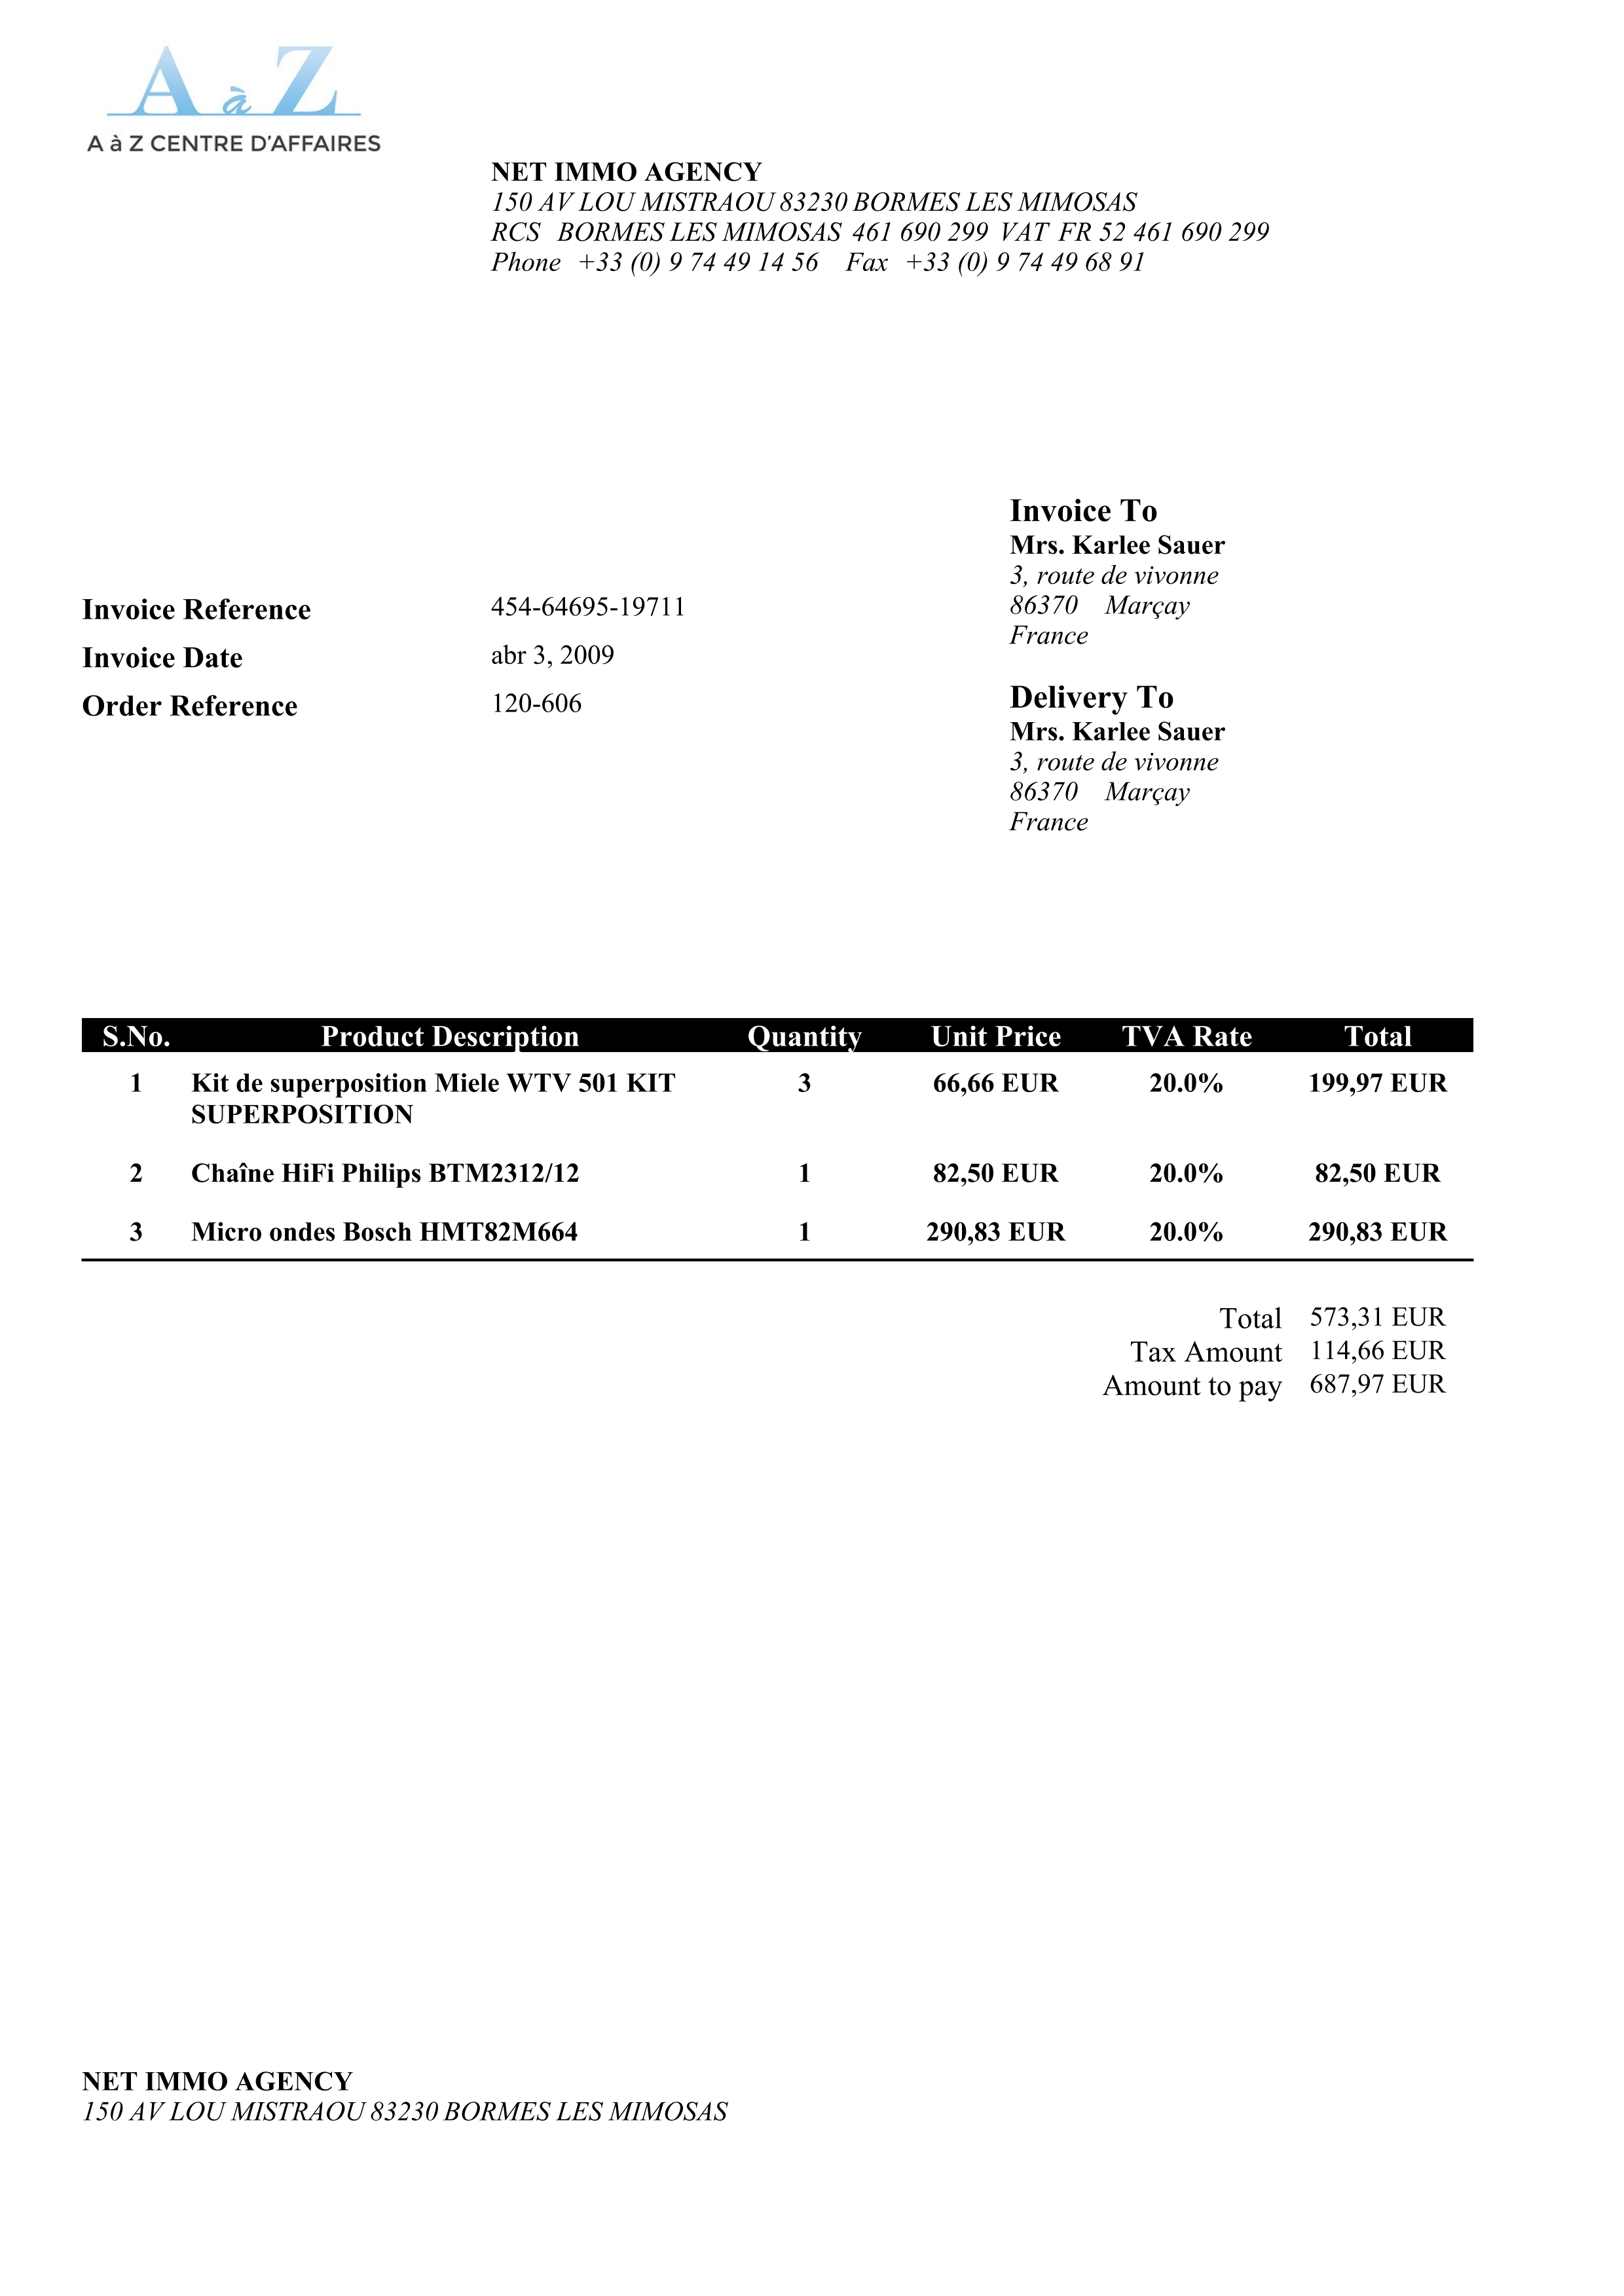 A à Z
A à Z CENTRE D'AFFAIRES
NET IMMO AGENCY
150 AV LOU MISTRAOU 83230 BORMES LES MIMOSAS
RCS BORMES LES MIMOSAS 461 690 299 VAT FR 52 461 690 299
Phone +33 (0) 9 74 49 14 56 Fax +33 (0) 9 74 49 68 91
Invoice To
Mrs. Karlee Sauer
3, route de vivonne
86370 Marçay
France
Invoice Reference 454-64695-19711
Invoice Date abr 3, 2009
Order Reference 120-606
Delivery To
Mrs. Karlee Sauer
3, route de vivonne
86370 Marçay
France
S.No. Product Description Quantity Unit Price TVA Rate Total
1 Kit de superposition Miele WTV 501 KIT 3 66,66 EUR 20.0% 199,97 EUR
SUPERPOSITION
2 Chaîne HiFi Philips BTM2312/12 1 82,50 EUR 20.0% 82,50 EUR
3 Micro ondes Bosch HMT82M664 1 290,83 EUR 20.0% 290,83 EUR
Total 573,31 EUR
Tax Amount 114,66 EUR
Amount to pay 687,97 EUR
NET IMMO AGENCY
150 AV LOU MISTRAOU 83230 BORMES LES MIMOSAS